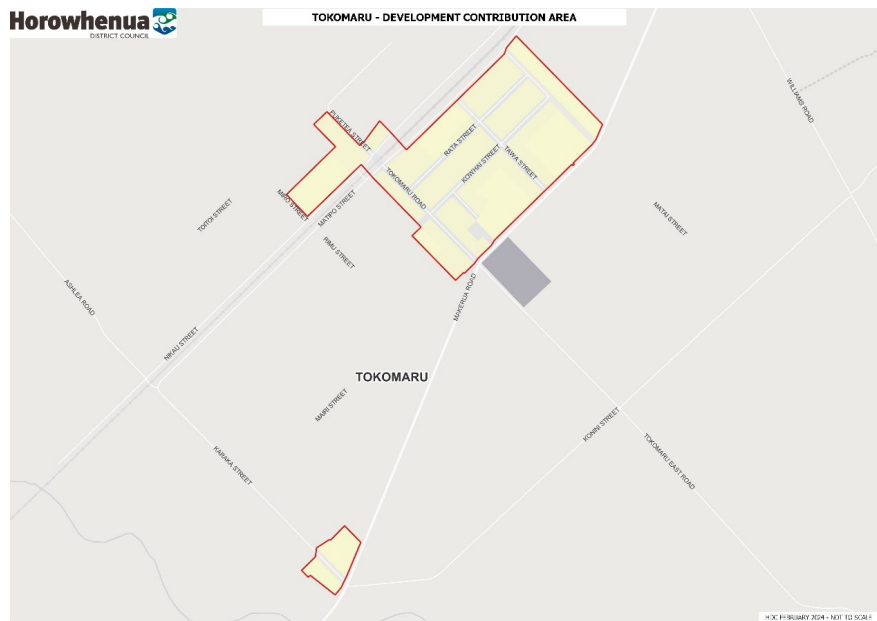 Horowhenua
DISTRICT COUNCIL
TOKOMARU - DEVELOPMENT CONTRIBUTION AREA
WILLIAMS ROAD
PUKETEA STREET
RATA STREET
KOWHAI STREET
TAWA STREET
TOKOMARU ROAD
MIRO STREET
MATIPO STREET
TOITOI STREET
RIMU STREET
MATAI STREET
ASHLEA ROAD
MAKERUA ROAD
NIKAU STREET
TOKOMARU
MAIRI STREET
KONINI STREET
TOKOMARU EAST ROAD
KARAKA STREET
HDC FEBRUARY 2024 - NOT TO SCALE